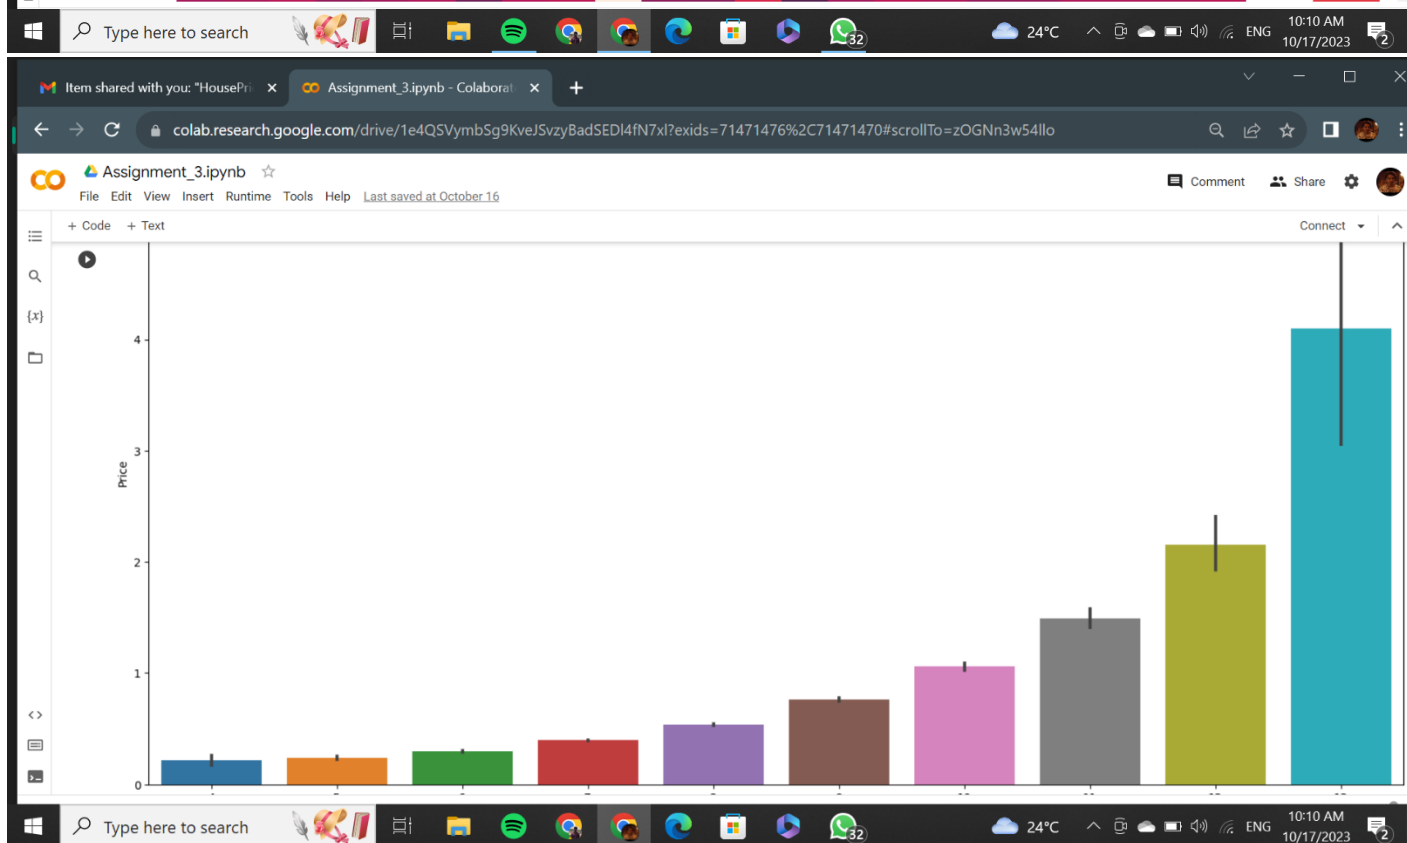 Type here to search
32
24°C
ENG
10:10 AM
10/17/2023
2
Item shared with you: "HousePri
Assignment_3.ipynb - Colaborat
colab.research.google.com/drive/1e4QSVymbSg9KveJSvzyBadSEDl4fN7xl?exids=71471476%2C71471470#scrollTo=zOGNn3w54llo
CO
Assignment_3.ipynb
File Edit View Insert Runtime Tools Help Last saved at October 16
Comment
Share
+ Code + Text
Connect
{x}
4
3
Price
2
1
0
Type here to search
32
24°C
ENG
10:10 AM
10/17/2023
2